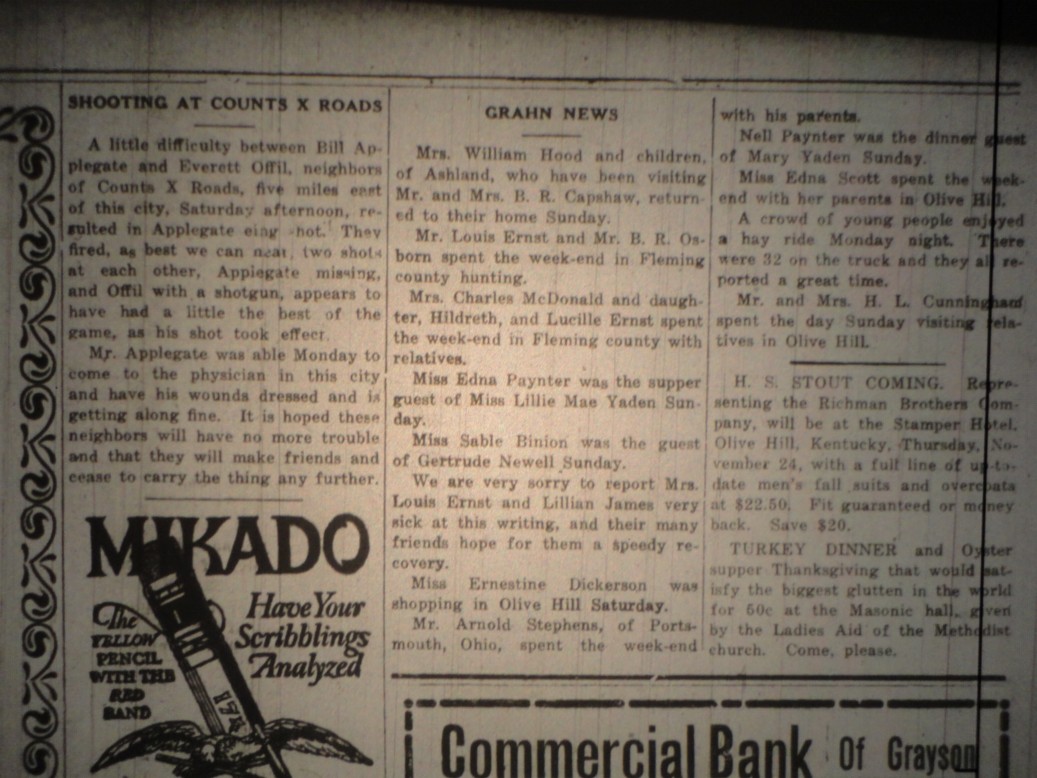 SHOOTING AT COUNTS X ROADS
A little difficulty between Bill Ap-
plegate and Everett Offil, neighbors
of Counts X Roads, five miles east
of this city, Saturday afternoon, re-
sulted in Applegate eing They
fired, as best we can two shots
at each other, Applegate missing,
and Offil with a shotgun, appears to
have had a little the best of the
game, as his shot took effect.
Mr. Applegate was able Monday to
come to the physician in this city
and have his wounds dressed and is
getting along fine. It is hoped these
neighbors will have no more trouble
and that they will make friends and
cease to carry the thing any further.
MIKADO
The
YELLOW
PENCIL
WITH THE
RED
BAND
Have Your
Scribblings
Analyzed
GRAHN NEWS
Mrs. William Hood and children,
of Ashland, who have been visiting
Mr. and Mrs. B. R. Capshaw, return-
ed to their home Sunday.
Mr. Louis Ernst and Mr. B. R. Os-
born spent the week-end in Fleming
county hunting.
Mrs. Charles McDonald and daugh-
ter, Hildreth, and Lucille Ernst spent
the week-end in Fleming county with
relatives.
Miss Edna Paynter was the supper
guest of Miss Lillie Mae Yaden Sun-
day.
Miss Sable Binion was the guest
of Gertrude Newell Sunday.
We are very sorry to report Mrs.
Louis Ernst and Lillian James very
sick at this writing, and their many
friends hope for them a speedy re-
covery.
Miss Ernestine Dickerson was
shopping in Olive Hill Saturday.
Mr. Arnold Stephens, of Ports-
mouth, Ohio, spent the week-end
with his parents.
Nell Paynter was the dinner guest
of Mary Yaden Sunday.
Miss Edna Scott spent the week-
end with her parents in Olive Hill.
A crowd of young people enjoyed
a hay ride Monday night. There
were 32 on the truck and they all re-
ported a great time.
Mr. and Mrs. H. L. Cunningham
spent the day Sunday visiting rela-
tives in Olive Hill.
H. S. STOUT COMING. Repre-
senting the Richman Brothers Com-
pany, will be at the Stamper Hotel,
Olive Hill, Kentucky, Thursday, No-
vember 24, with a full line of up-to-
date men's fall suits and overcoats
at $22.50. Fit guaranteed or money
back. Save $20.
TURKEY DINNER and Oyster
supper Thanksgiving that would sat-
isfy the biggest glutten in the world
for 50c at the Masonic hall, given
by the Ladies Aid of the Methodist
church. Come, please.
Commercial Bank Of Grayson